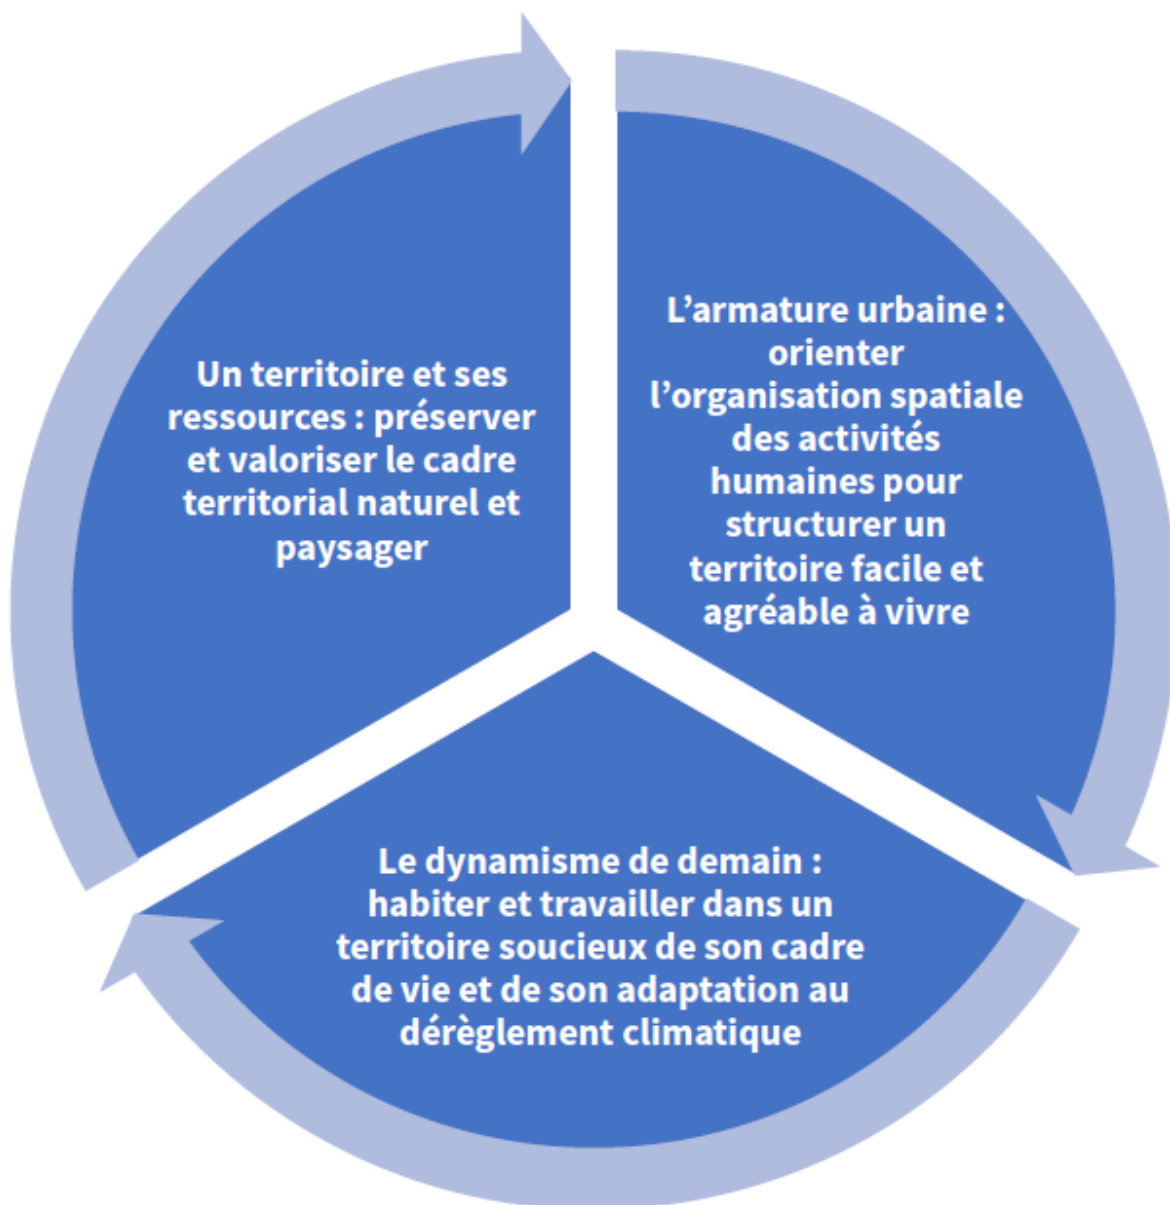 Un territoire et ses
ressources : préserver
et valoriser le cadre
territorial naturel et
paysager
L’armature urbaine :
orienter
l’organisation spatiale
des activités
humaines pour
structurer un
territoire facile et
agréable à vivre
Le dynamisme de demain :
habiter et travailler dans un
territoire soucieux de son cadre
de vie et de son adaptation au
dérèglement climatique